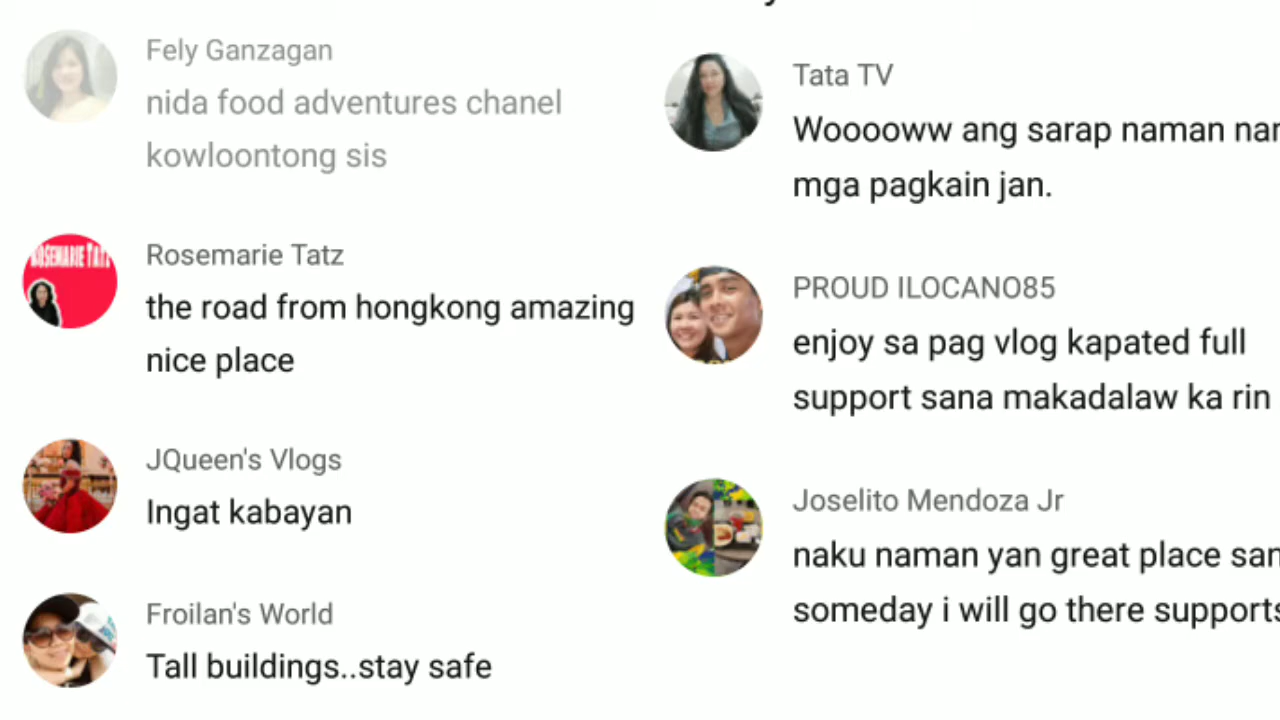 Fely Ganzagan
nida food adventures chanel
kowloontong sis
Rosemarie Tatz
the road from hongkong amazing
nice place
JQueen's Vlogs
Ingat kabayan
Froilan's World
Tall buildings..stay safe
Tata TV
Wooooww ang sarap naman
mga pagkain jan.
PROUD ILOCANO85
enjoy sa pag vlog kapated full
support sana makadalaw ka rin
Joselito Mendoza Jr
naku naman yan great place
someday i will go there supports